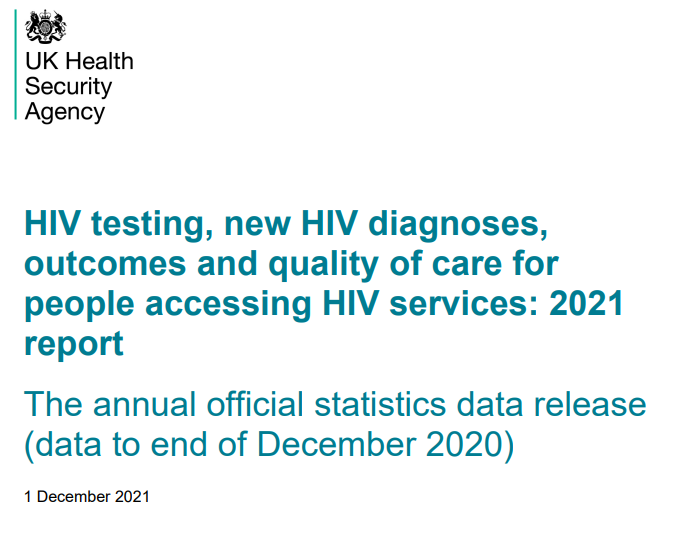 UK Health
Security
Agency
HIV testing, new HIV diagnoses,
outcomes and quality of care for
people accessing HIV services: 2021
report
The annual official statistics data release
(data to end of December 2020)
1 December 2021